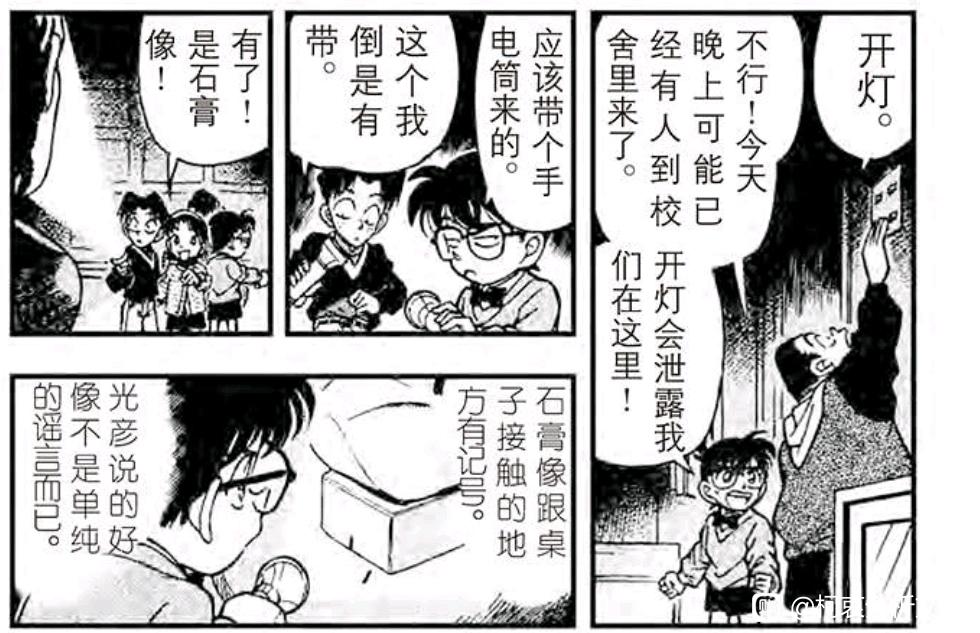 开
灯。
不行！今天
晚上可能已
经有人到校
舍里来了。
开灯会泄露我
们在这里！
应该带个手
电筒来的。
这个我
倒是有
带。
有了！
是石膏
像！
石膏像跟桌
子接触的地
方有记号。
光彦说的好
像不是单纯
的谣言而已。